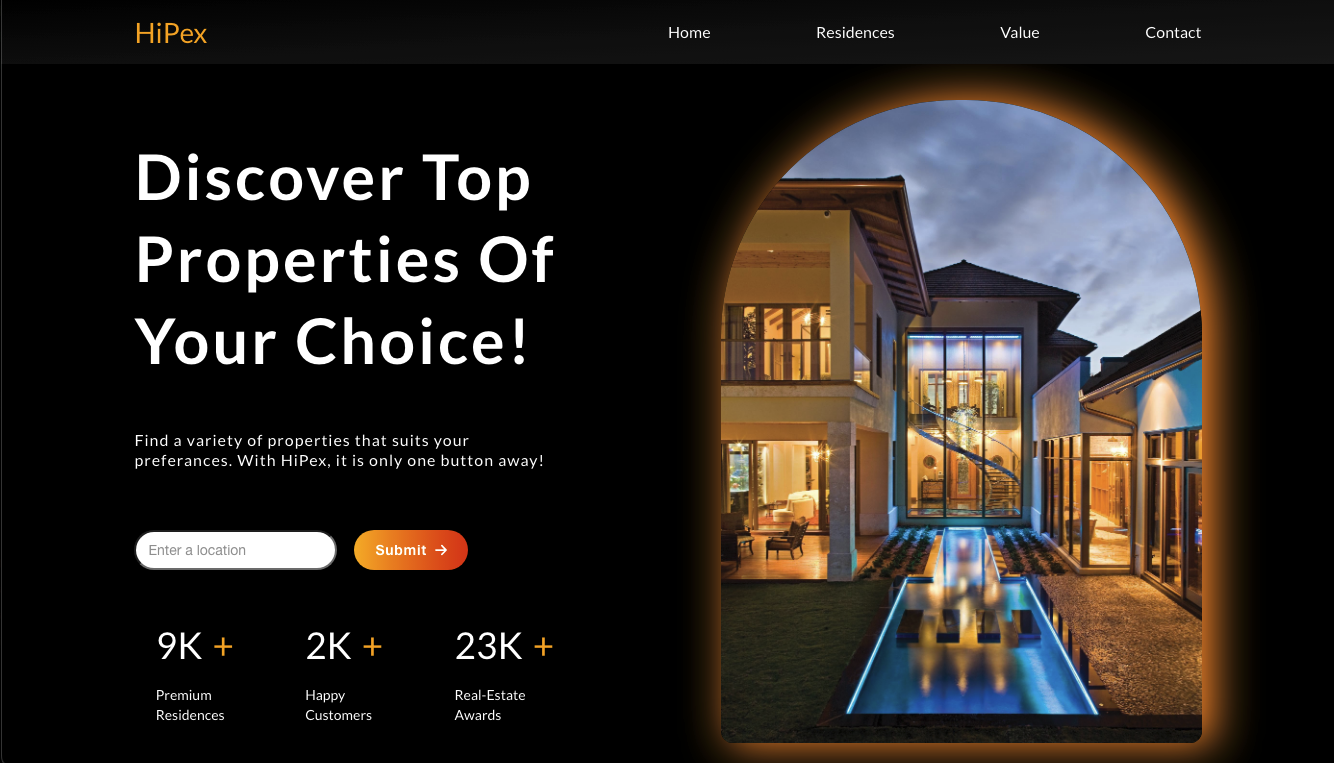 HiPex
Home
Residences
Value
Contact
Discover Top
Properties Of
Your Choice!
Find a variety of properties that suits your
preferances. With HiPex, it is only one button away!
Enter a location
Submit →
9K +
2K +
23K +
Premium
Residences
Happy
Customers
Real-Estate
Awards